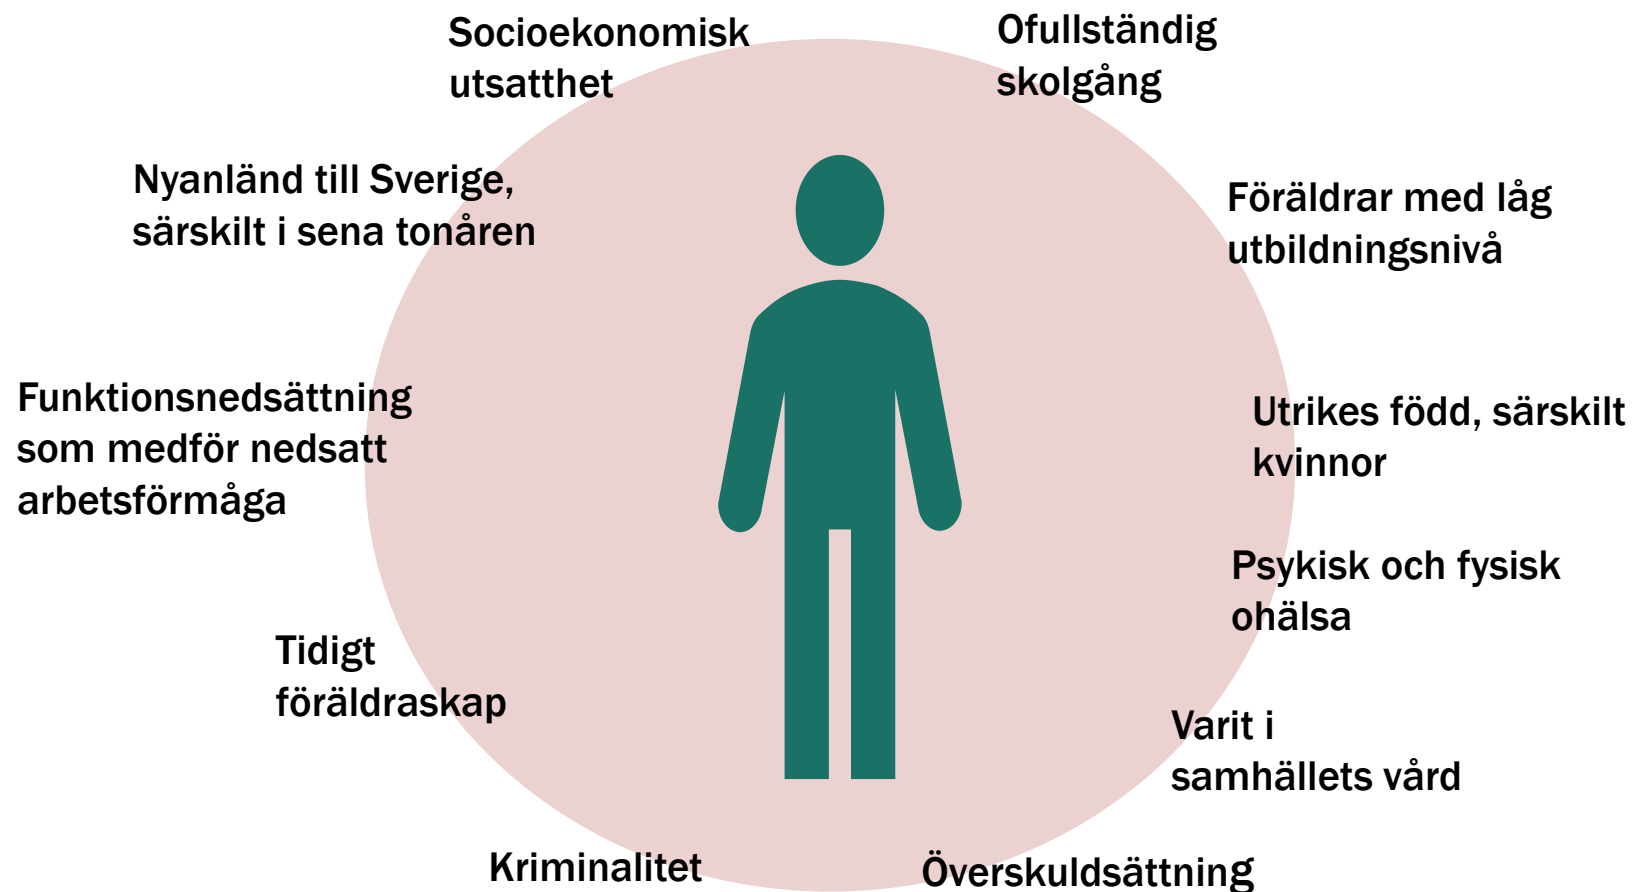 Socioekonomisk
utsatthet
Ofullständig
skolgång
Nyanländ till Sverige,
särskilt i sena tonåren
Föräldrar med låg
utbildningsnivå
Funktionsnedsättning
som medför nedsatt
arbetsförmåga
Utrikes född, särskilt
kvinnor
Psykisk och fysisk
ohälsa
Tidigt
föräldraskap
Varit i
samhällets vård
Kriminalitet
Överskuldsättning